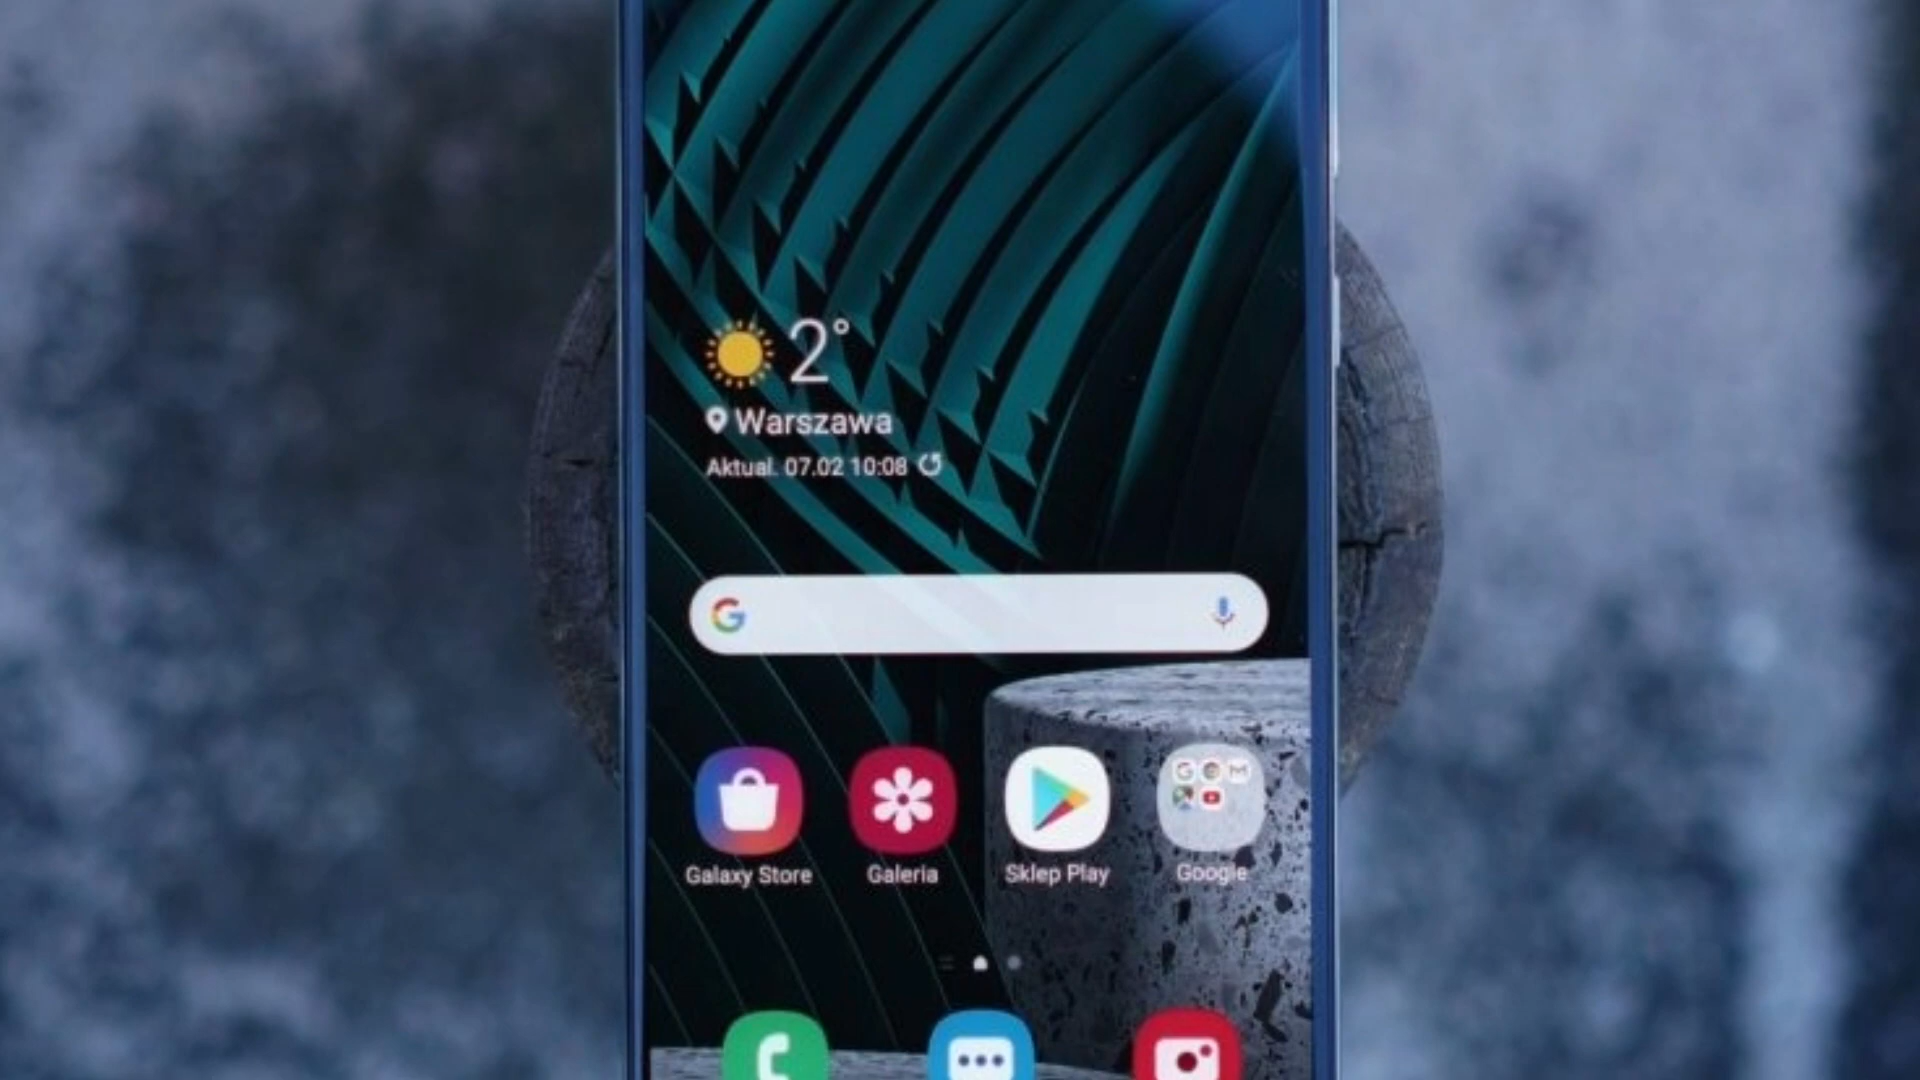 2°
Warszawa
Aktual. 07.02 10:08
G
Galaxy Store
Galeria
Sklep Play
Google